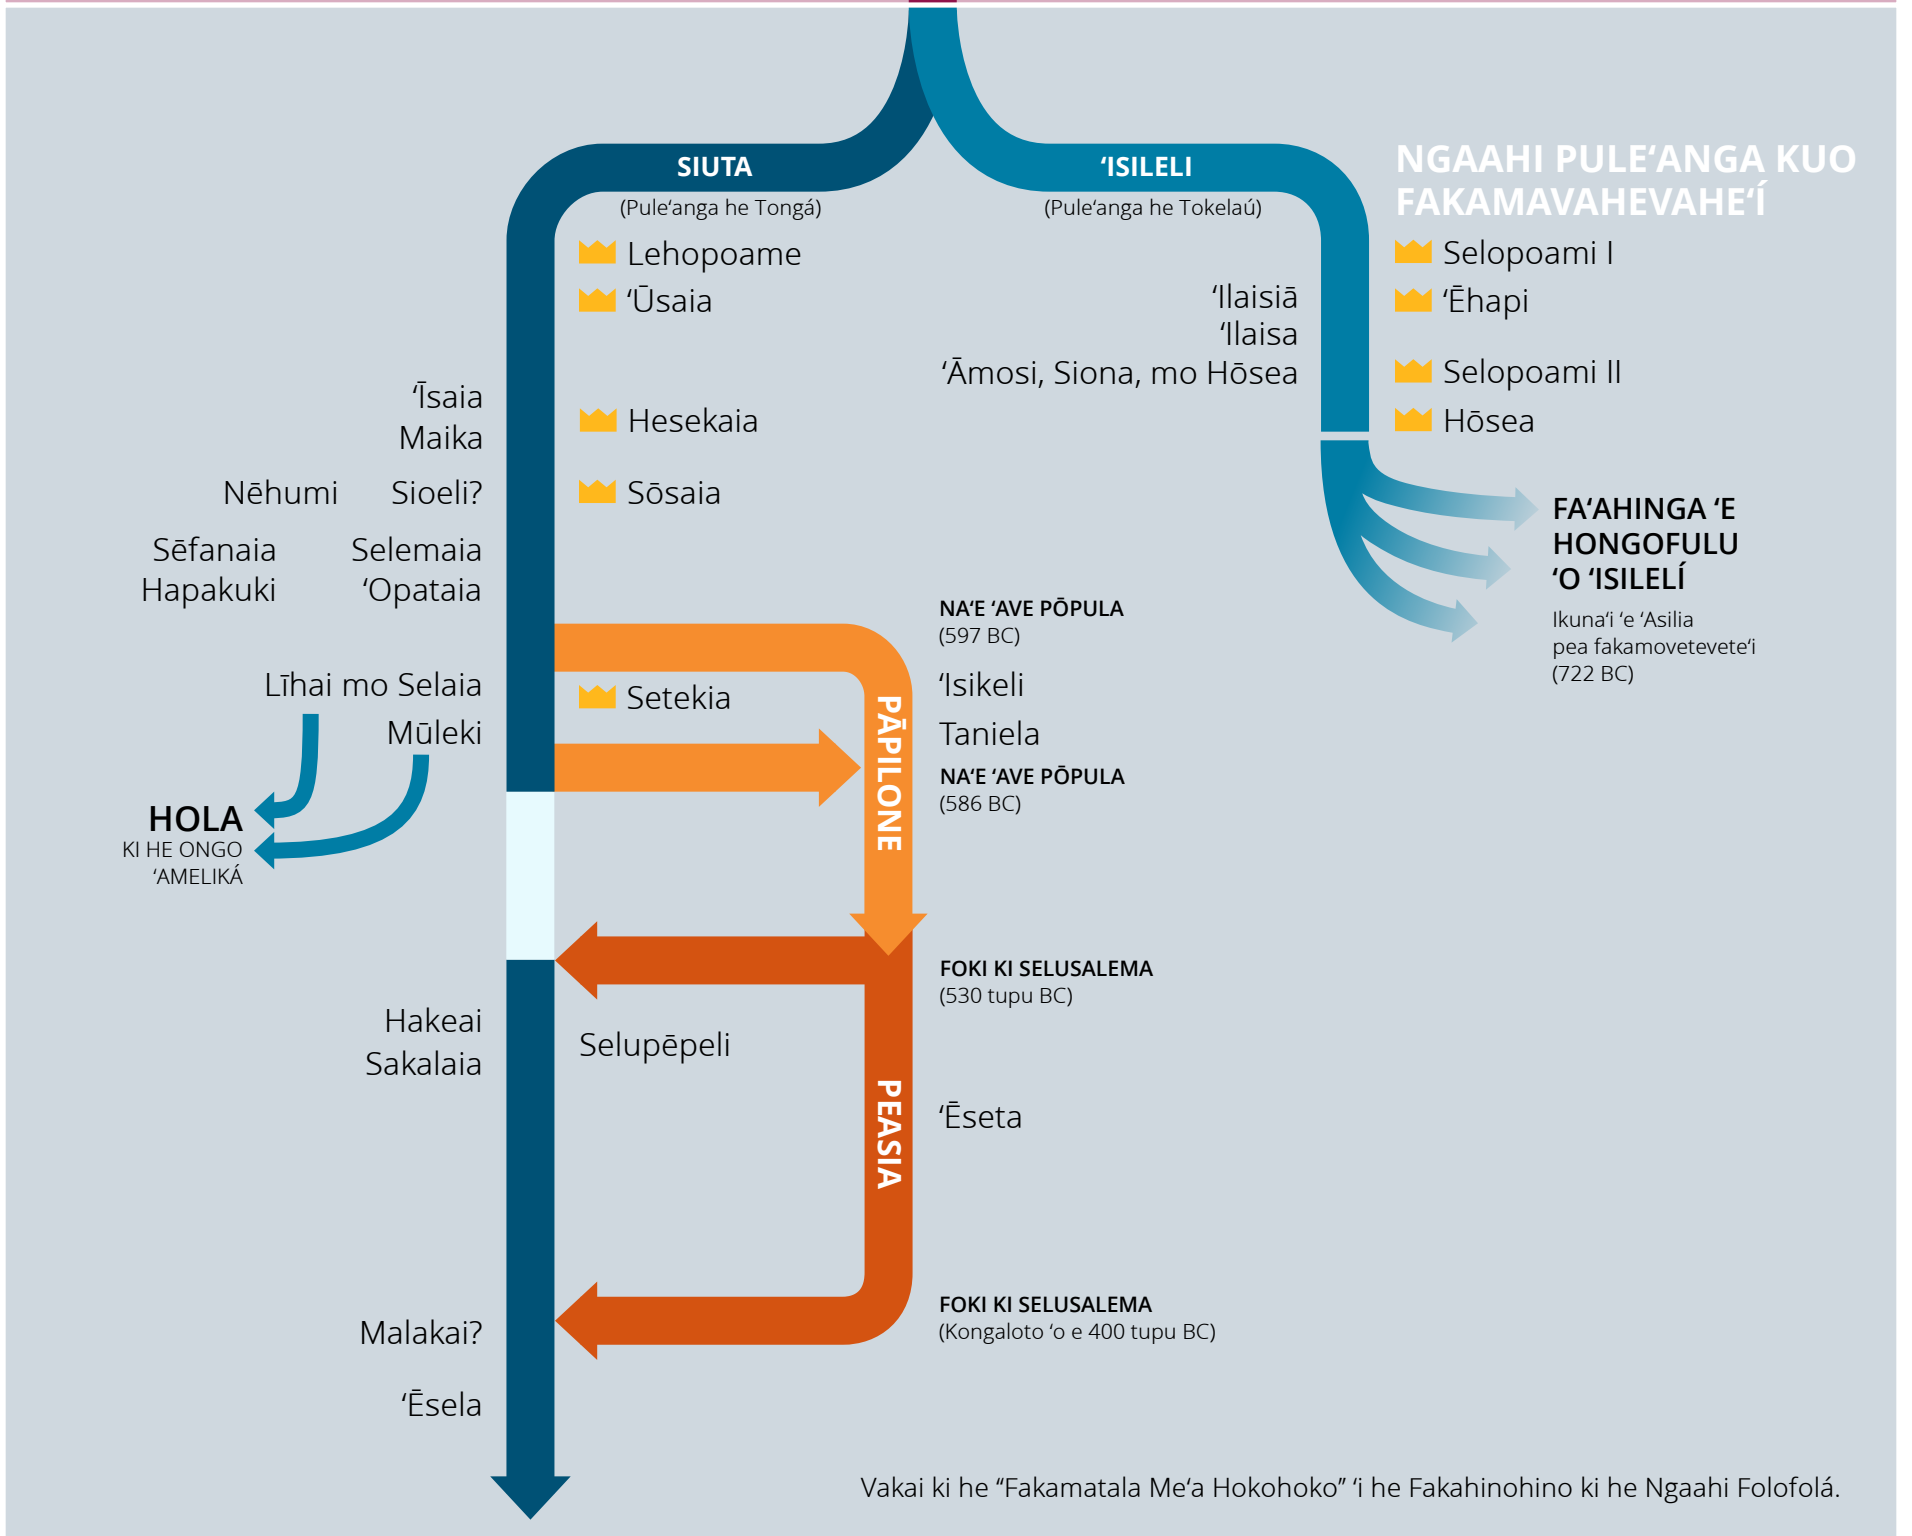 SIUTA
(Pule‘anga he Tongá)
‘ISILELI
(Pule‘anga he Tokelaú)
NGAAHI PULE‘ANGA KUO
FAKAMAVAHEVAHE‘Í
Lehopoame
‘Ūsaia
‘Īsaia
Maika
Hesekaia
Nēhumi
Sioeli?
Sōsaia
Sēfanaia
Selemaia
Hapakuki
‘Opataia
Līhai mo Selaia
Mūleki
Setekia
HOLA
KI HE ONGO
‘AMELIKÁ
‘Ilaisiā
‘Ilaisa
‘Āmosi, Siona, mo Hōsea
Selopoami I
‘Ēhapi
Selopoami II
Hōsea
FA‘AHINGA ‘E
HONGOFULU
‘O ‘ISILELÍ
Ikuna‘i ‘e ‘Asilia
pea fakamovetevete‘i
(722 BC)
NA‘E ‘AVE PŌPULA
(597 BC)
‘Isikeli
Taniela
NA‘E ‘AVE PŌPULA
(586 BC)
PĀPILONE
FOKI KI SELUSALEMA
(530 tupu BC)
Hakeai
Sakalaia
Selupēpeli
PEASIA
‘Ēseta
FOKI KI SELUSALEMA
(Kongaloto ‘o e 400 tupu BC)
Malakai?
‘Ēsela
Vakai ki he “Fakamatala Me‘a Hokohoko” ‘i he Fakahinohino ki he Ngaahi Folofolá.